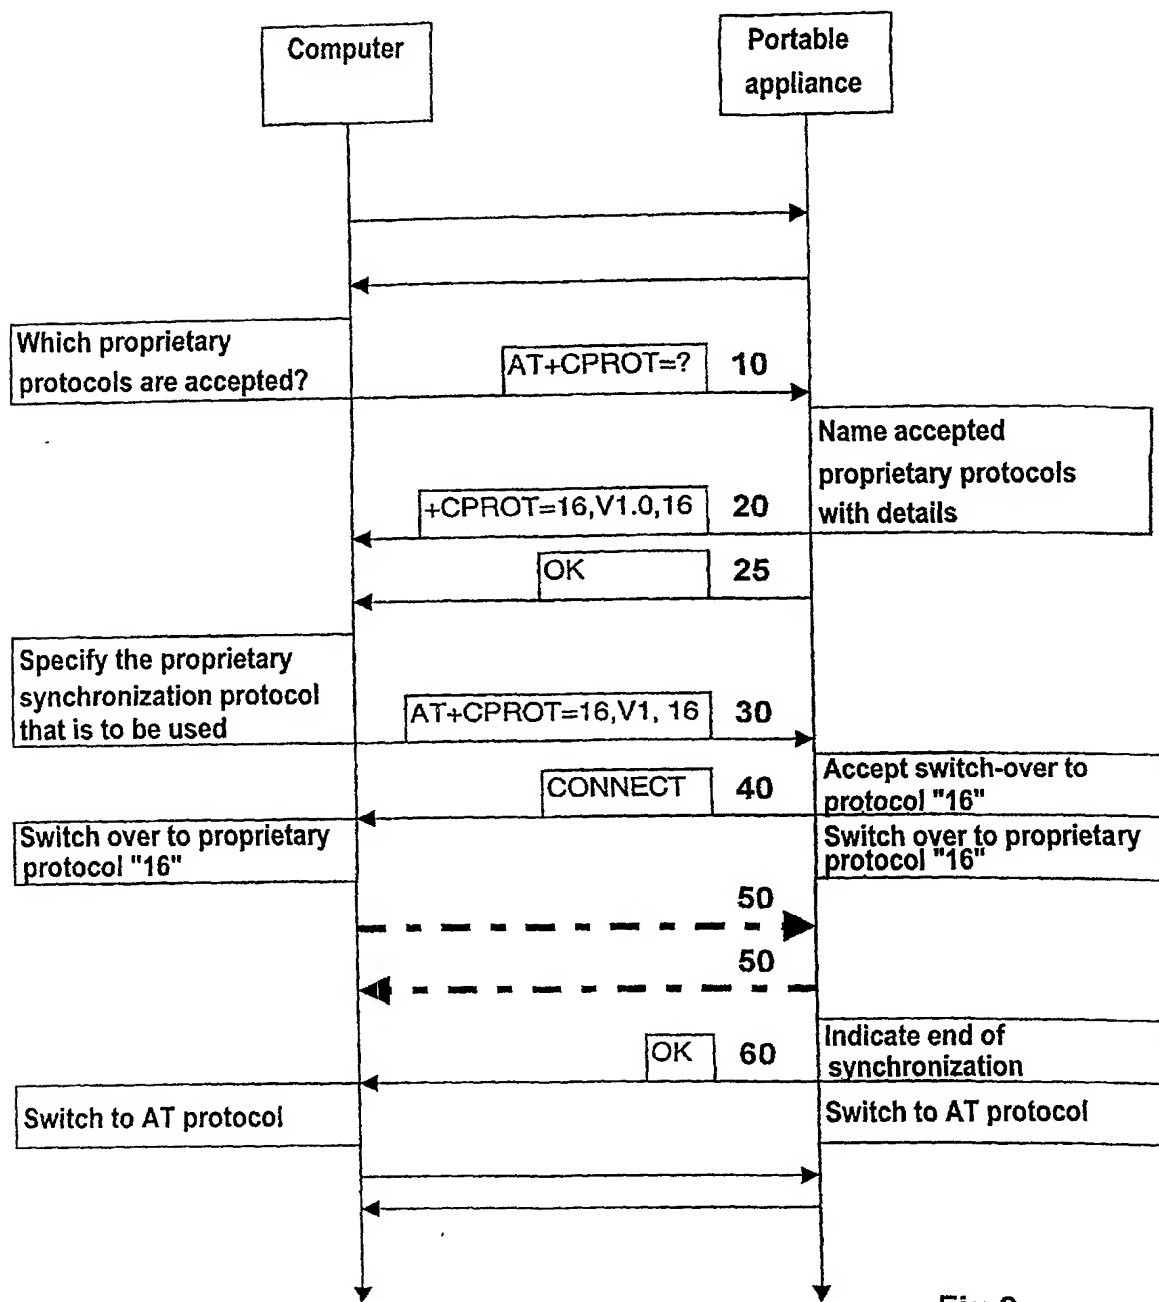 Computer
Portable
appliance
Which proprietary
protocols are accepted?
AT+CPROT=?
10
Name accepted
proprietary protocols
with details
+CPROT=16,V1.0,16
20
OK
25
Specify the proprietary
synchronization protocol
that is to be used
AT+CPROT=16,V1, 16
30
CONNECT
40
Accept switch-over to
protocol "16"
Switch over to proprietary
protocol "16"
Switch over to proprietary
protocol "16"
50
50
OK
60
Indicate end of
synchronization
Switch to AT protocol
Switch to AT protocol